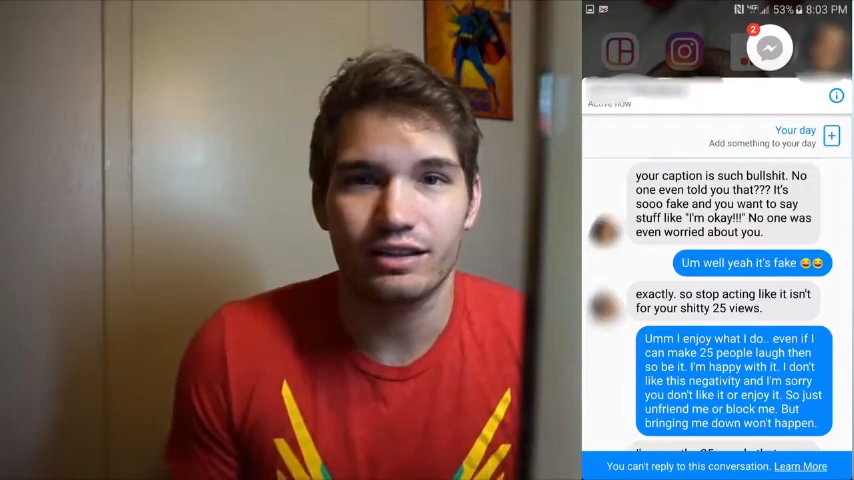 53% 8:03 PM
2
Active now
Your day
Add something to your day
your caption is such bullshit. No
one even told you that??? It's
sooo fake and you want to say
stuff like "I'm okay!!!" No one was
even worried about you.
Um well yeah it's fake 😂😂
exactly. so stop acting like it isn't
for your shitty 25 views.
Umm I enjoy what I do.. even if I
can make 25 people laugh then
so be it. I'm happy with it. I don't
like this negativity and I'm sorry
you don't like it or enjoy it. So just
unfriend me or block me. But
bringing me down won't happen.
You can't reply to this conversation. Learn More